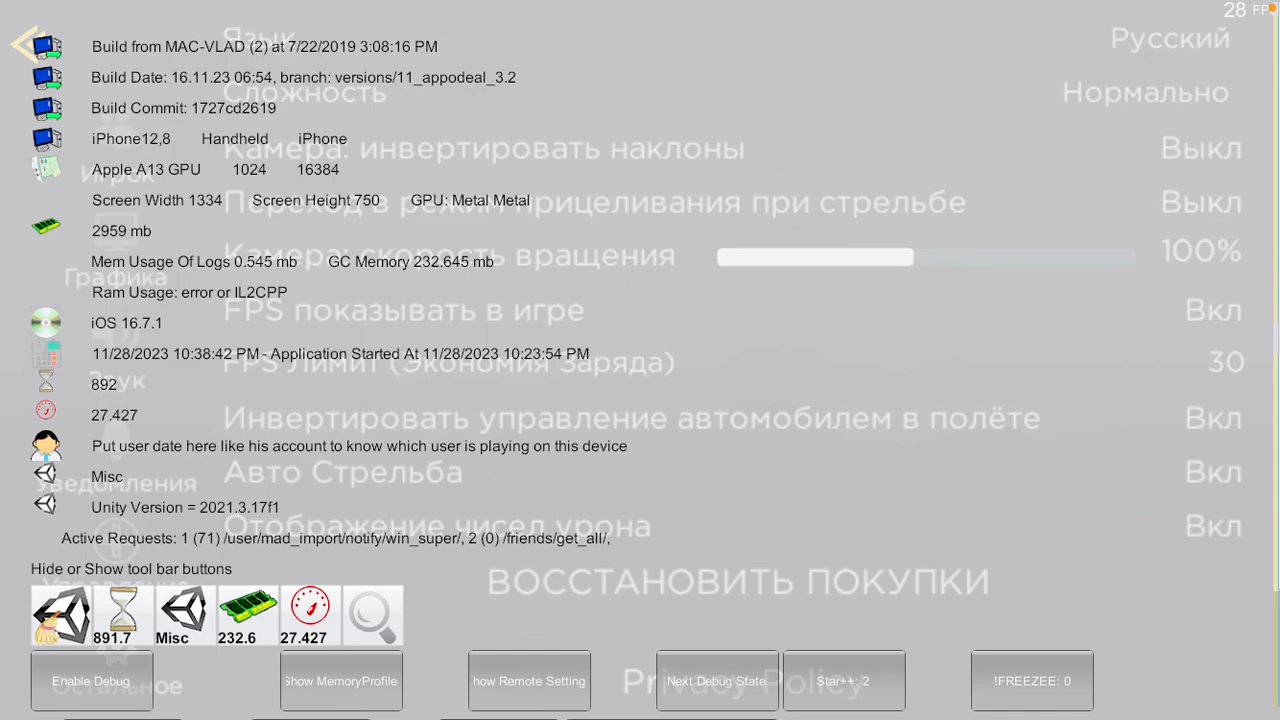 28 FPS
Язык Русский
Build from MAC-VLAD (2) at 7/22/2019 3:08:16 PM
Build Date: 16.11.23 06:54, branch: versions/11_appodeal_3.2
Сложность Нормально
Build Commit: 1727cd2619
iPhone12,8 Handheld iPhone
Камера: инвертировать наклоны Выкл
Apple A13 GPU 1024 16384
Игрок
Screen Width 1334 Screen Height 750 GPU: Metal Metal
Переход в режим прицеливания при стрельбе Выкл
2959 mb
Камера: скорость вращения 100%
Mem Usage Of Logs 0.545 mb GC Memory 232.645 mb
Графика
Ram Usage: error or IL2CPP
FPS показывать в игре Вкл
iOS 16.7.1
11/28/2023 10:38:42 PM - Application Started At 11/28/2023 10:23:54 PM
FPS Лимит (Экономия Заряда) 30
Звук
892
27.427
Инвертировать управление автомобилем в полёте Вкл
Put user date here like his account to know which user is playing on this device
Misc
Авто Стрельба Вкл
Уведомления
Unity Version = 2021.3.17f1
Отображение чисел урона Вкл
Active Requests: 1 (71) /user/mad_import/notify/win_super/, 2 (0) /friends/get_all/,
Hide or Show tool bar buttons
Управление
ВОССТАНОВИТЬ ПОКУПКИ
891.7 Misc 232.6 27.427
Enable Debug Show MemoryProfile how Remote Setting Next Debug State Star++: 2 !FREEZEE: 0
Остальное Privacy Policy